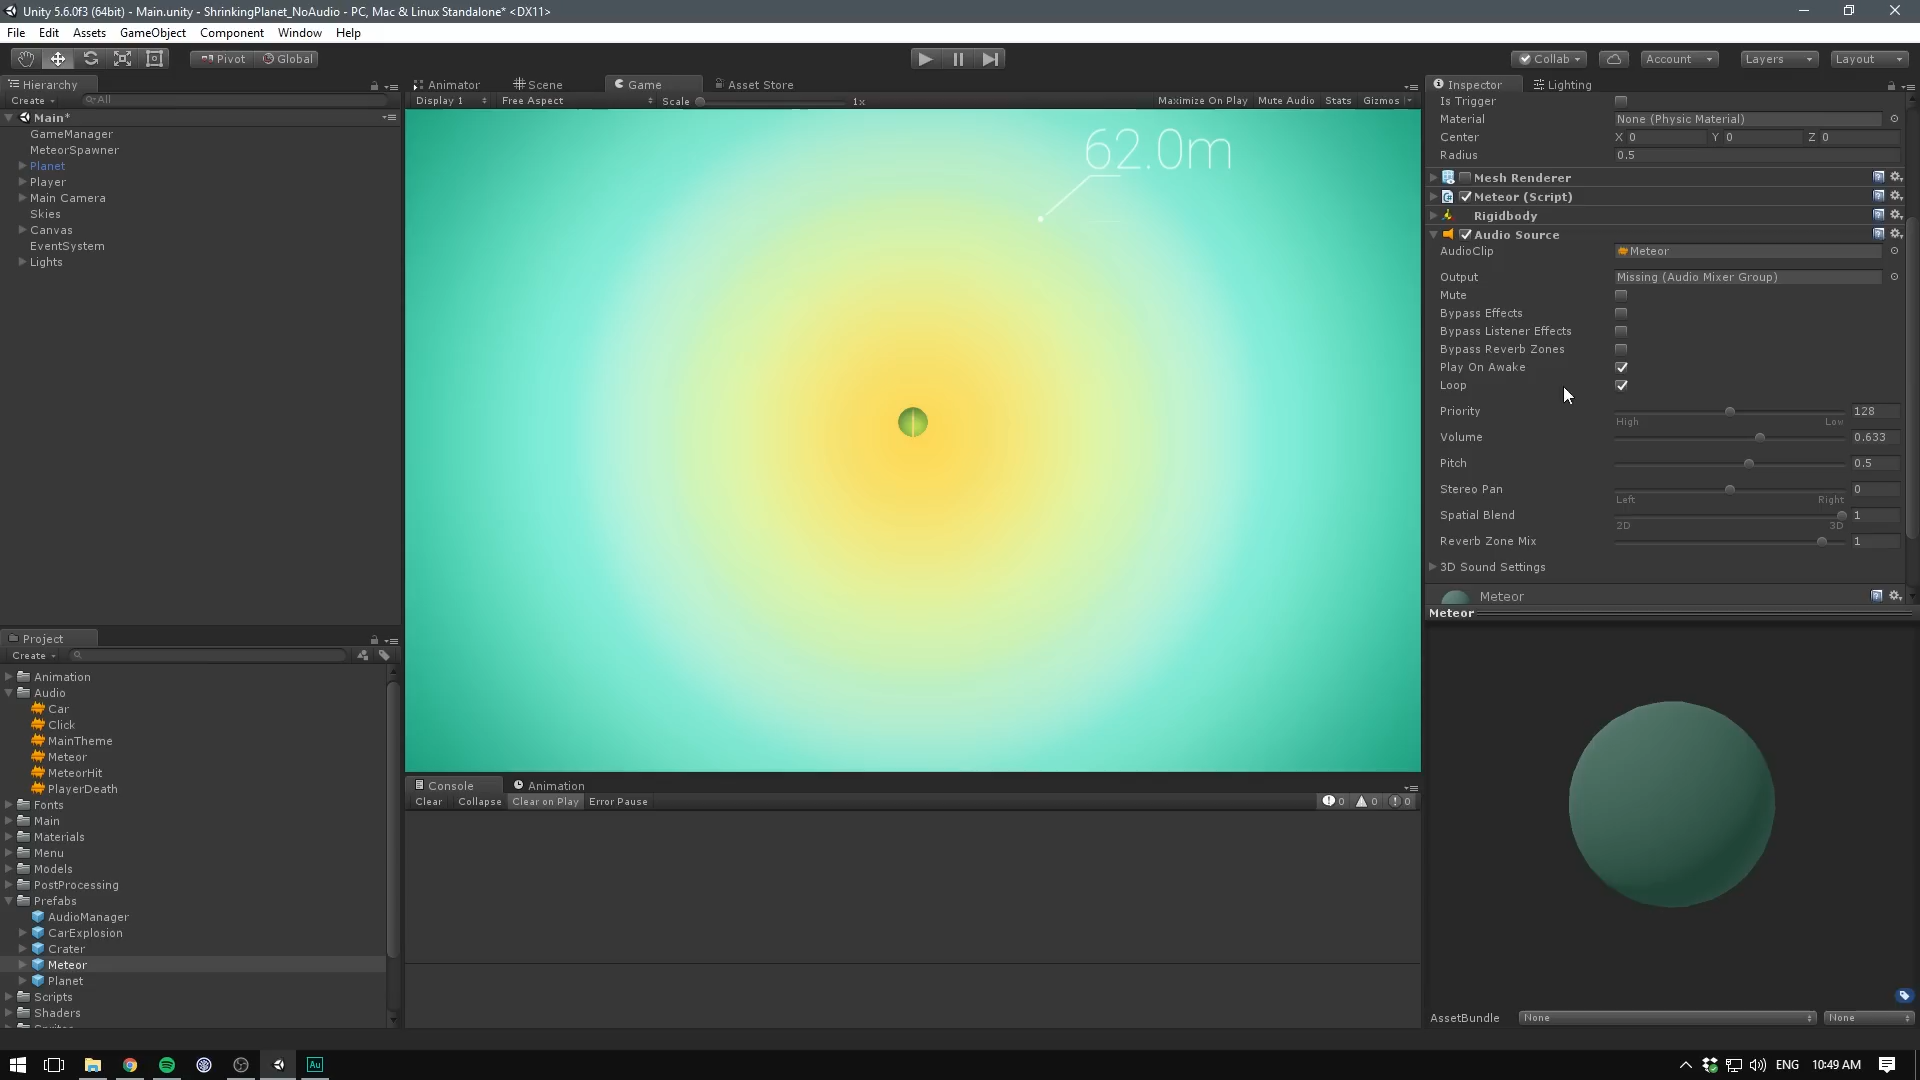 Unity 5.6.0f3 (64bit) - Main.unity - ShrinkingPlanet_NoAudio - PC, Mac & Linux Standalone* <DX11>
File Edit Assets GameObject Component Window Help
Pivot Global Collab Account Layers Layout
Hierarchy
Create All
Main*
GameManager
MeteorSpawner
Planet
Player
Main Camera
Skies
Canvas
EventSystem
Lights
Project
Create
Animation
Audio
Car
Click
MainTheme
Meteor
MeteorHit
PlayerDeath
Fonts
Main
Materials
Menu
Models
PostProcessing
Prefabs
AudioManager
CarExplosion
Crater
Meteor
Planet
Scripts
Shaders
Animator Scene Game Asset Store
Display 1 Free Aspect Scale 1x Maximize On Play Mute Audio Stats Gizmos
62.0m
Console Animation
Clear Collapse Clear on Play Error Pause 0 0 0
Inspector Lighting
Is Trigger
Material None (Physic Material)
Center X 0 Y 0 Z 0
Radius 0.5
Mesh Renderer
Meteor (Script)
Rigidbody
Audio Source
AudioClip Meteor
Output Missing (Audio Mixer Group)
Mute
Bypass Effects
Bypass Listener Effects
Bypass Reverb Zones
Play On Awake
Loop
Priority 128
High Low
Volume 0.633
Pitch 0.5
Stereo Pan 0
Left Right
Spatial Blend 1
2D 3D
Reverb Zone Mix 1
3D Sound Settings
Meteor
Meteor
AssetBundle None None
Au ENG 10:49 AM